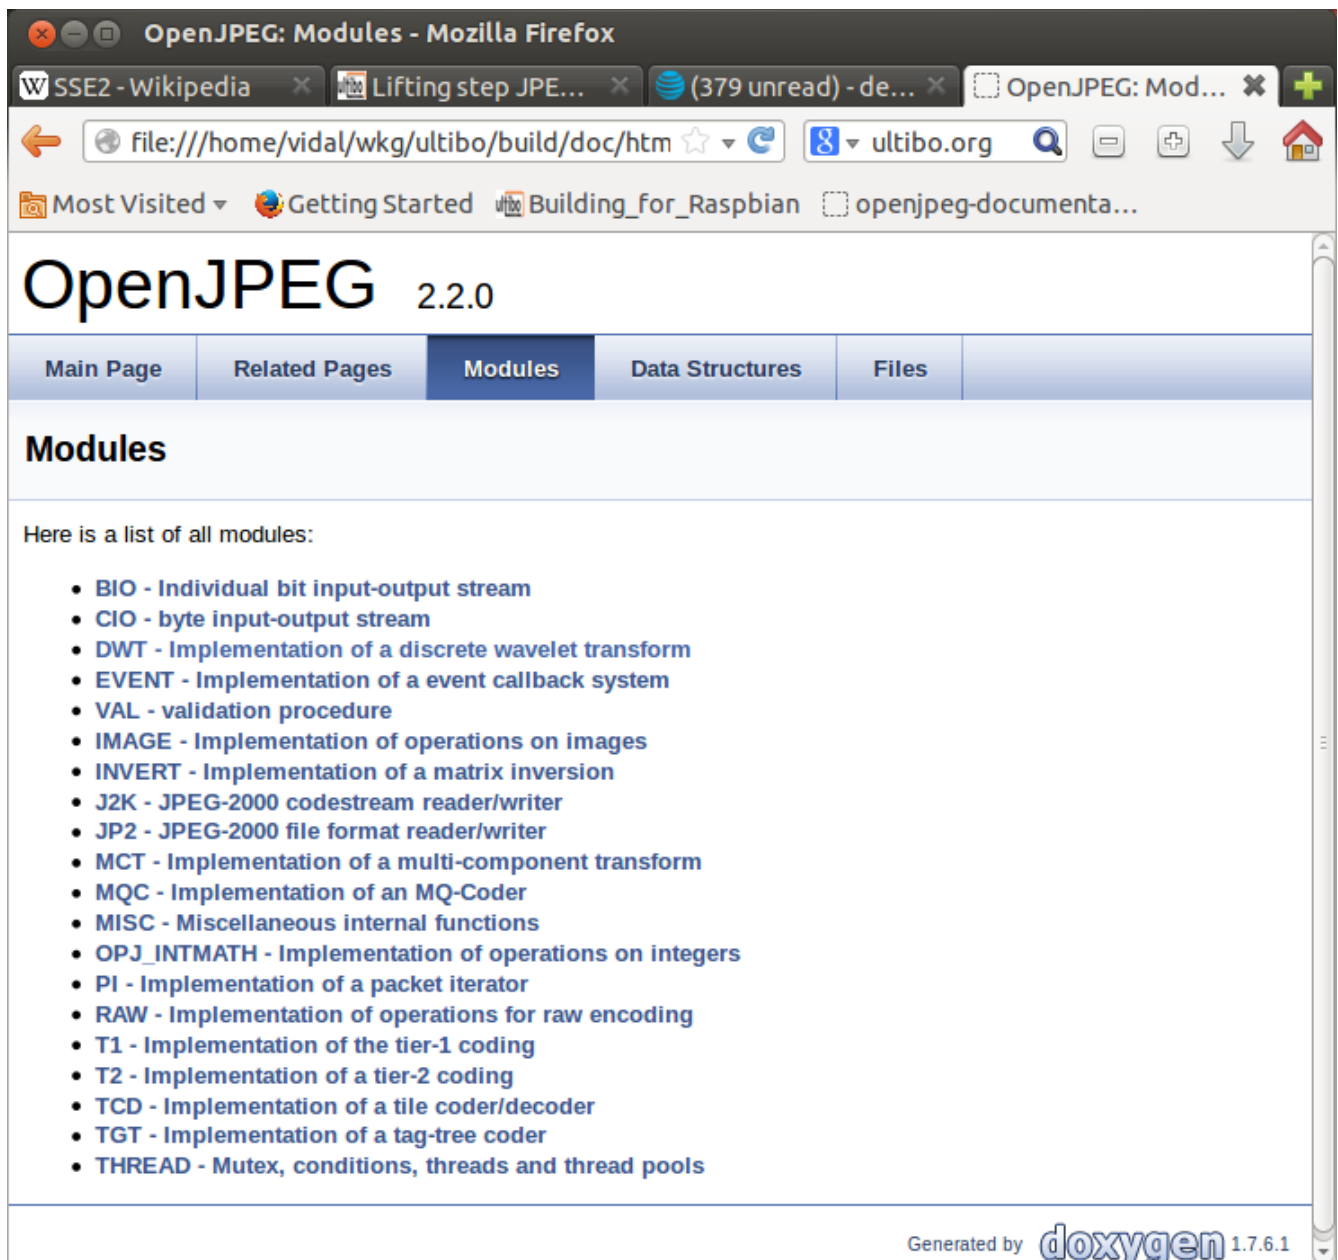 OpenJPEG: Modules - Mozilla Firefox
W SSE2 - Wikipedia ultibo Lifting step JPE... (379 unread) - de... OpenJPEG: Mod...
file:///home/vidal/wkg/ultibo/build/doc/htm 8 ultibo.org
Most Visited Getting Started ultibo Building_for_Raspbian openjpeg-documenta...
OpenJPEG 2.2.0
Main Page Related Pages Modules Data Structures Files
Modules
Here is a list of all modules:
• BIO - Individual bit input-output stream
• CIO - byte input-output stream
• DWT - Implementation of a discrete wavelet transform
• EVENT - Implementation of a event callback system
• VAL - validation procedure
• IMAGE - Implementation of operations on images
• INVERT - Implementation of a matrix inversion
• J2K - JPEG-2000 codestream reader/writer
• JP2 - JPEG-2000 file format reader/writer
• MCT - Implementation of a multi-component transform
• MQC - Implementation of an MQ-Coder
• MISC - Miscellaneous internal functions
• OPJ_INTMATH - Implementation of operations on integers
• PI - Implementation of a packet iterator
• RAW - Implementation of operations for raw encoding
• T1 - Implementation of the tier-1 coding
• T2 - Implementation of a tier-2 coding
• TCD - Implementation of a tile coder/decoder
• TGT - Implementation of a tag-tree coder
• THREAD - Mutex, conditions, threads and thread pools
Generated by doxygen 1.7.6.1